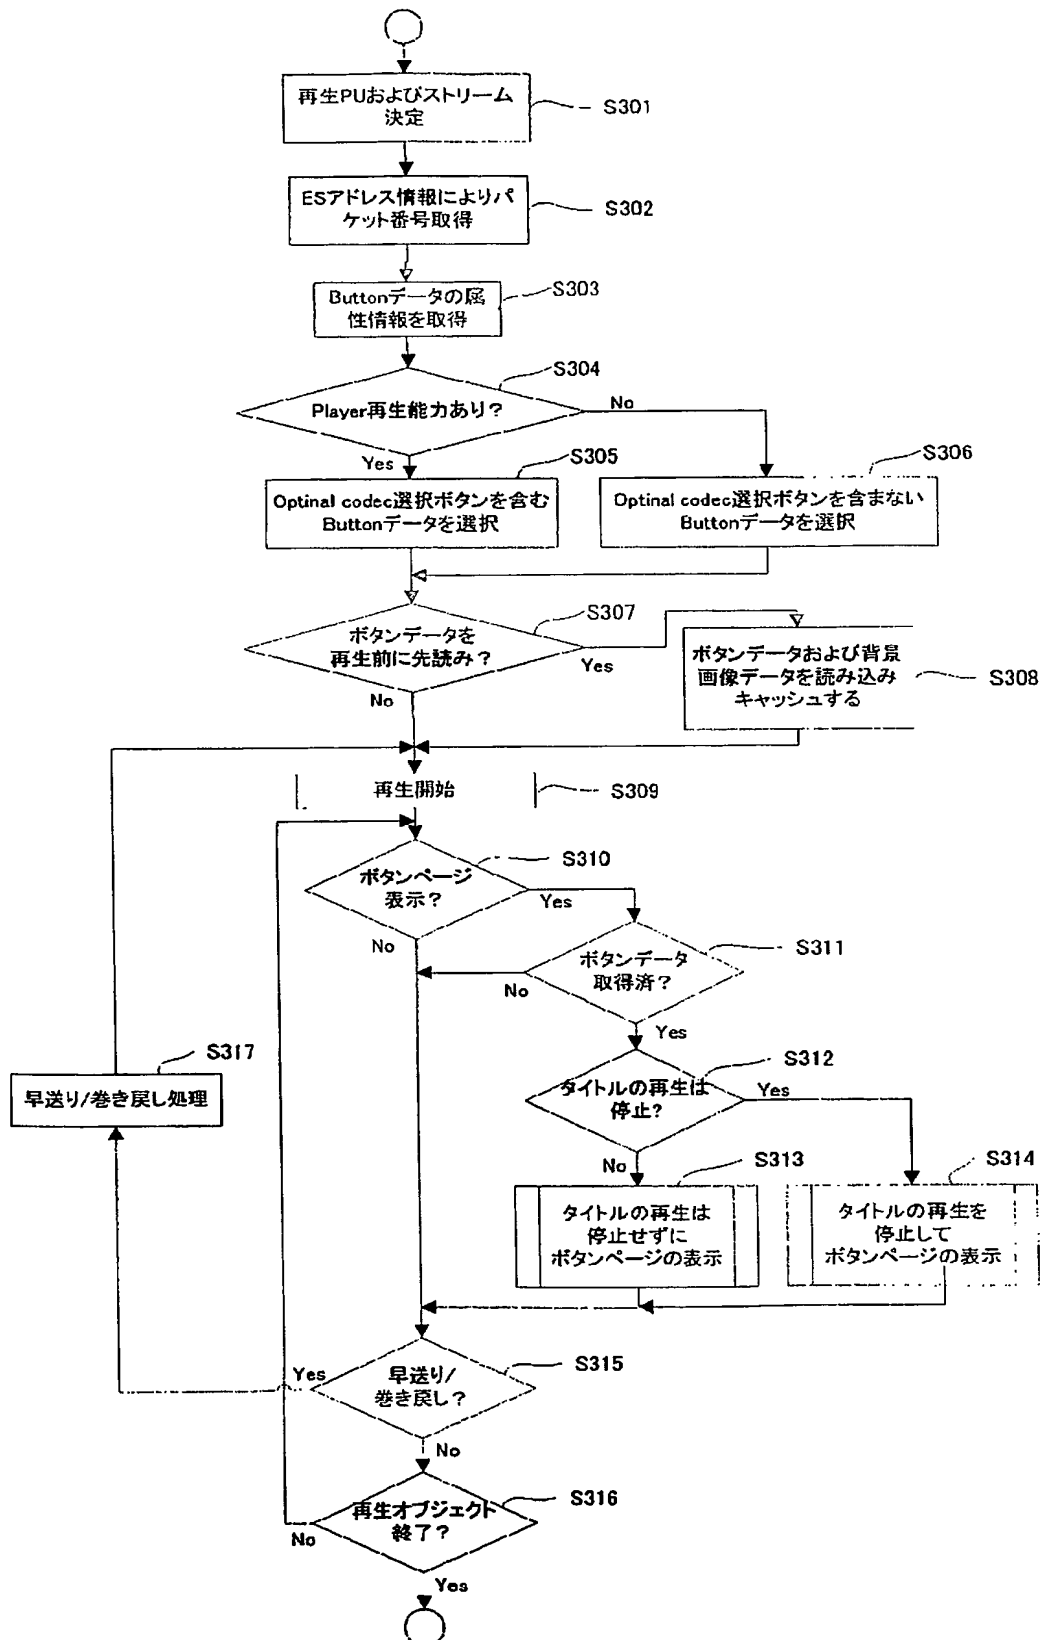 再生PUおよびストリーム
決定
S301
ESアドレス情報によりパ
ケット番号取得
S302
Buttonデータの属
性情報を取得
S303
Player再生能力あり?
S304
No
Yes
S305
S306
Optinal codec選択ボタンを含む
Buttonデータを選択
Optinal codec選択ボタンを含まない
Buttonデータを選択
ボタンデータを
再生前に先読み?
S307
Yes
No
ボタンデータおよび背景
画像データを読み込み
キャッシュする
S308
再生開始
S309
ボタンページ
表示?
S310
Yes
No
ボタンデータ
取得済?
S311
No
Yes
タイトルの再生は
停止?
S312
Yes
No
S317
早送り/巻き戻し処理
S313
タイトルの再生は
停止せずに
ボタンページの表示
S314
タイトルの再生を
停止して
ボタンページの表示
早送り/
巻き戻し?
S315
Yes
No
再生オブジェクト
終了?
S316
No
Yes